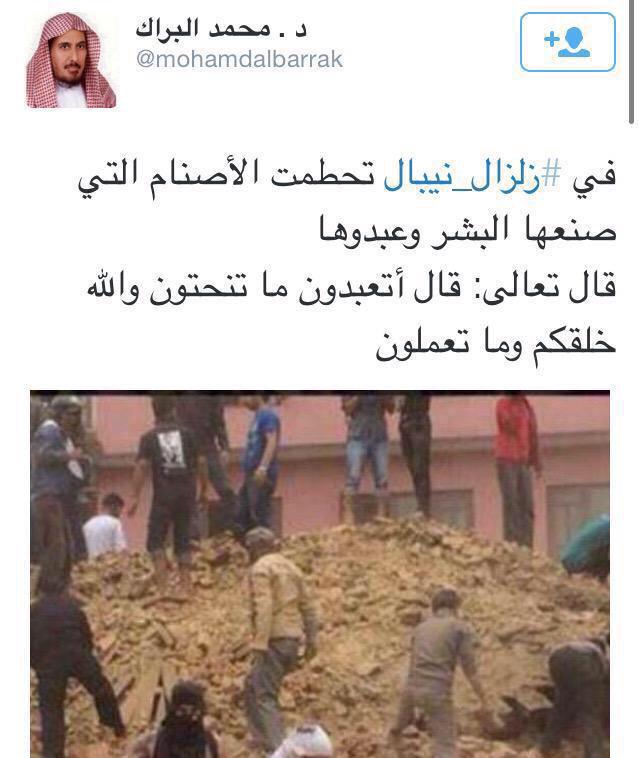 د . محمد البراك
@mohamdalbarrak
في #زلزال_نيبال تحطمت الأصنام التي
صنعها البشر وعبدوها
قال تعالى: قال أتعبدون ما تنحتون والله
خلقكم وما تعملون